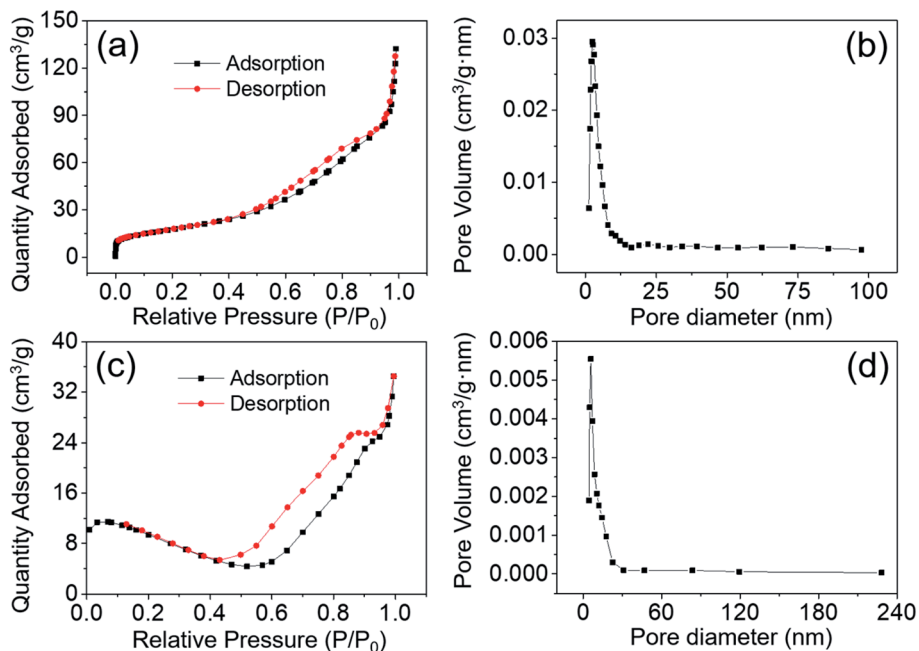 (a)
Quantity Adsorbed (cm³/g)
150
120
90
60
30
0
Adsorption
Desorption
0.0 0.2 0.4 0.6 0.8 1.0
Relative Pressure (P/P₀)
(b)
Pore Volume (cm³/g·nm)
0.03
0.02
0.01
0.00
0 25 50 75 100
Pore diameter (nm)
(c)
Quantity Adsorbed (cm³/g)
40
32
24
16
8
0
Adsorption
Desorption
0.0 0.2 0.4 0.6 0.8 1.0
Relative Pressure (P/P₀)
(d)
Pore Volume (cm³/g·nm)
0.006
0.005
0.004
0.003
0.002
0.001
0.000
0 60 120 180 240
Pore diameter (nm)